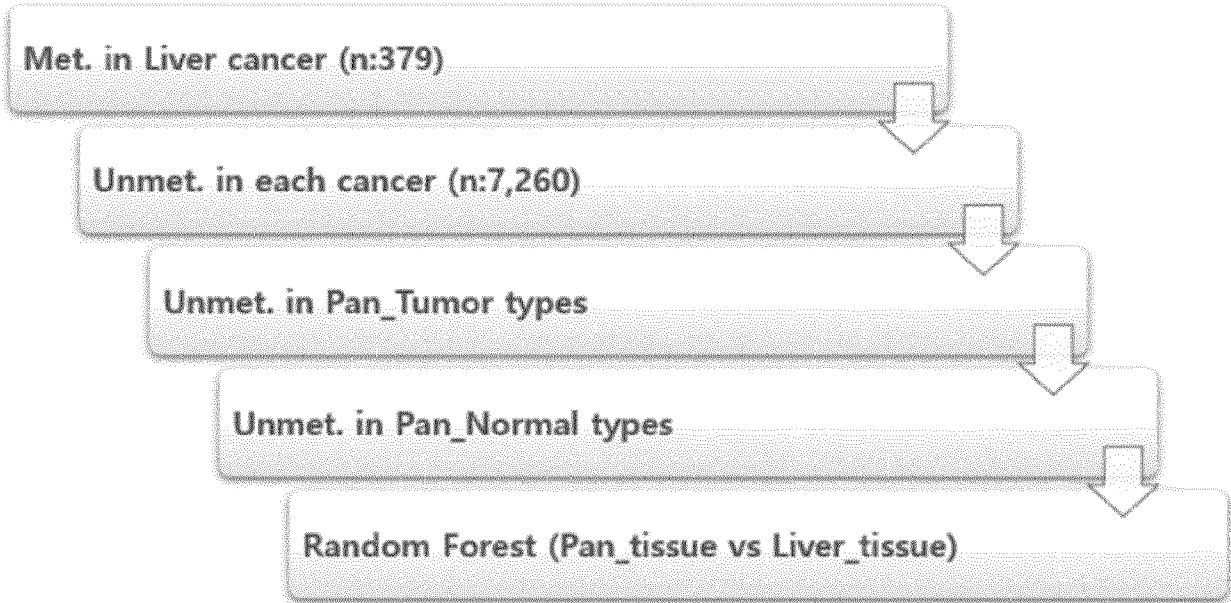 Met. in Liver cancer (n:379)
Unmet. in each cancer (n:7,260)
Unmet. in Pan_Tumor types
Unmet. in Pan_Normal types
Random Forest (Pan_tissue vs Liver_tissue)